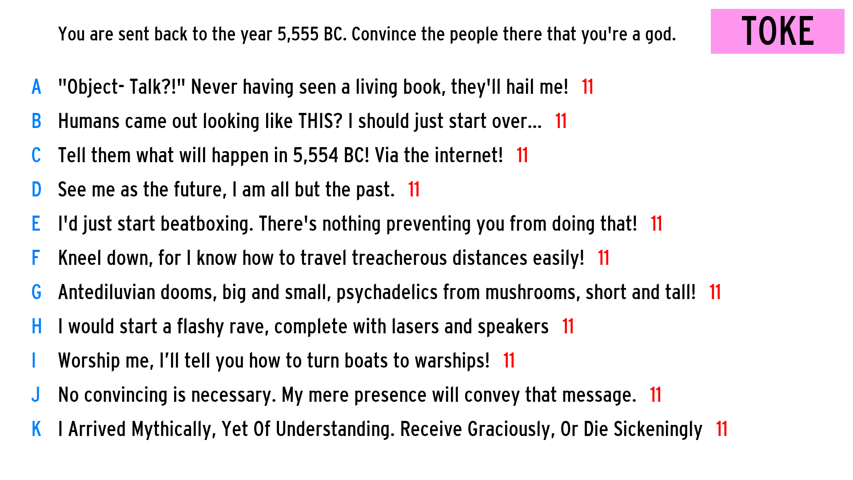 You are sent back to the year 5,555 BC. Convince the people there that you're a god.
TOKE
A "Object- Talk?!" Never having seen a living book, they'll hail me! 11
B Humans came out looking like THIS? I should just start over... 11
C Tell them what will happen in 5,554 BC! Via the internet! 11
D See me as the future, I am all but the past. 11
E I'd just start beatboxing. There's nothing preventing you from doing that! 11
F Kneel down, for I know how to travel treacherous distances easily! 11
G Antediluvian dooms, big and small, psychadelics from mushrooms, short and tall! 11
H I would start a flashy rave, complete with lasers and speakers 11
I Worship me, I’ll tell you how to turn boats to warships! 11
J No convincing is necessary. My mere presence will convey that message. 11
K I Arrived Mythically, Yet Of Understanding. Receive Graciously, Or Die Sickeningly 11